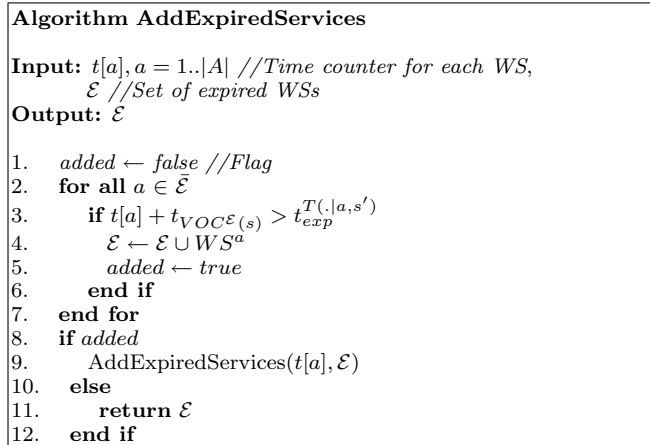 Algorithm AddExpiredServices
Input: t[a], a = 1..|A| //Time counter for each WS,
ℰ //Set of expired WSs
Output: ℰ
1. added ← false //Flag
2. for all a ∈ ℰ̄
3. if t[a] + t_{VOC^ℰ(s)} > t_{exp}^{T(.|a,s′)}
4. ℰ ← ℰ ∪ WS^a
5. added ← true
6. end if
7. end for
8. if added
9. AddExpiredServices(t[a], ℰ)
10. else
11. return ℰ
12. end if